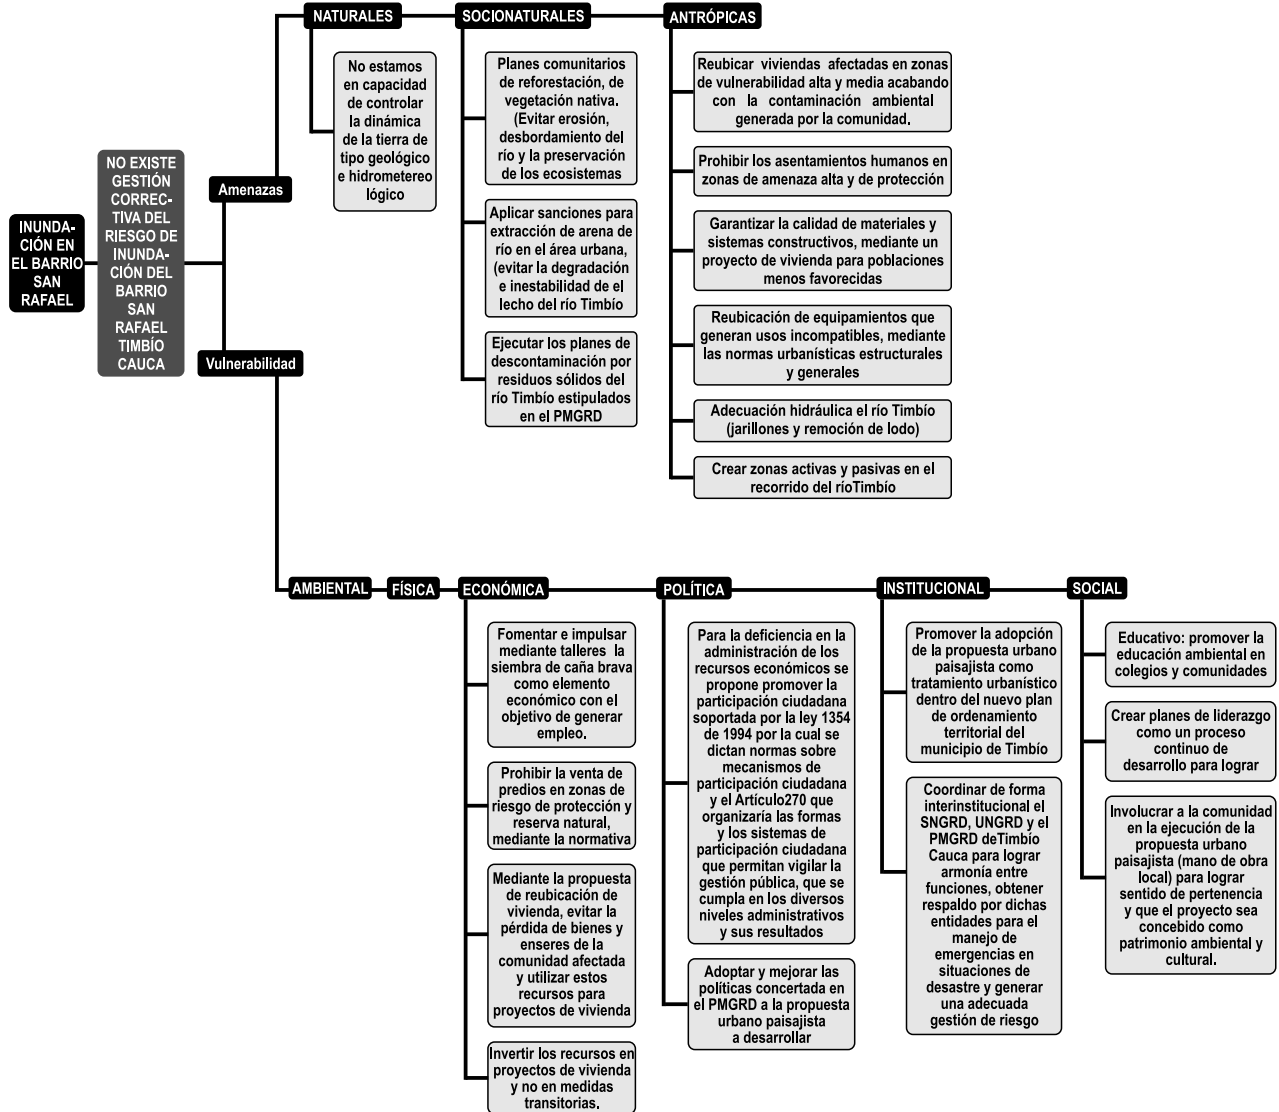 INUNDA-
CIÓN EN
EL BARRIO
SAN
RAFAEL
NO EXISTE
GESTIÓN
CORREC-
TIVA DEL
RIESGO DE
INUNDA-
CIÓN DEL
BARRIO
SAN
RAFAEL
TIMBÍO
CAUCA
Amenazas
NATURALES
No estamos
en capacidad
de controlar
la dinámica
de la tierra de
tipo geológico
e hidrometereo
lógico
SOCIONATURALES
Planes comunitarios
de reforestación, de
vegetación nativa.
(Evitar erosión,
desbordamiento del
río y la preservación
de los ecosistemas
Aplicar sanciones para
extracción de arena de
río en el área urbana,
(evitar la degradación
e inestabilidad de el
lecho del río Timbío
Ejecutar los planes de
descontaminación por
residuos sólidos del
río Timbío estipulados
en el PMGRD
ANTRÓPICAS
Reubicar viviendas afectadas en zonas
de vulnerabilidad alta y media acabando
con la contaminación ambiental
generada por la comunidad.
Prohibir los asentamientos humanos en
zonas de amenaza alta y de protección
Garantizar la calidad de materiales y
sistemas constructivos, mediante un
proyecto de vivienda para poblaciones
menos favorecidas
Reubicación de equipamientos que
generan usos incompatibles, mediante
las normas urbanísticas estructurales
y generales
Adecuación hidráulica el río Timbío
(jarillones y remoción de lodo)
Crear zonas activas y pasivas en el
recorrido del ríoTimbío
Vulnerabilidad
AMBIENTAL
FÍSICA
ECONÓMICA
Fomentar e impulsar
mediante talleres la
siembra de caña brava
como elemento
económico con el
objetivo de generar
empleo.
Prohibir la venta de
predios en zonas de
riesgo de protección y
reserva natural,
mediante la normativa
Mediante la propuesta
de reubicación de
vivienda, evitar la
pérdida de bienes y
enseres de la
comunidad afectada
y utilizar estos
recursos para
proyectos de vivienda
Invertir los recursos en
proyectos de vivienda
y no en medidas
transitorias.
POLÍTICA
Para la deficiencia en la
administración de los
recursos económicos se
propone promover la
participación ciudadana
soportada por la ley 1354
de 1994 por la cual se
dictan normas sobre
mecanismos de
participación ciudadana
y el Artículo270 que
organizaría las formas
y los sistemas de
participación ciudadana
que permitan vigilar la
gestión pública, que se
cumpla en los diversos
niveles administrativos
y sus resultados
Adoptar y mejorar las
políticas concertada en
el PMGRD a la propuesta
urbano paisajista
a desarrollar
INSTITUCIONAL
Promover la adopción
de la propuesta urbano
paisajista como
tratamiento urbanístico
dentro del nuevo plan
de ordenamiento
territorial del
municipio de Timbío
Coordinar de forma
interinstitucional el
SNGRD, UNGRD y el
PMGRD deTimbío
Cauca para lograr
armonía entre
funciones, obtener
respaldo por dichas
entidades para el
manejo de
emergencias en
situaciones de
desastre y generar
una adecuada
gestión de riesgo
SOCIAL
Educativo: promover la
educación ambiental en
colegios y comunidades
Crear planes de liderazgo
como un proceso
continuo de
desarrollo para lograr
Involucrar a la comunidad
en la ejecución de la
propuesta urbano
paisajista (mano de obra
local) para lograr
sentido de pertenencia
y que el proyecto sea
concebido como
patrimonio ambiental y
cultural.